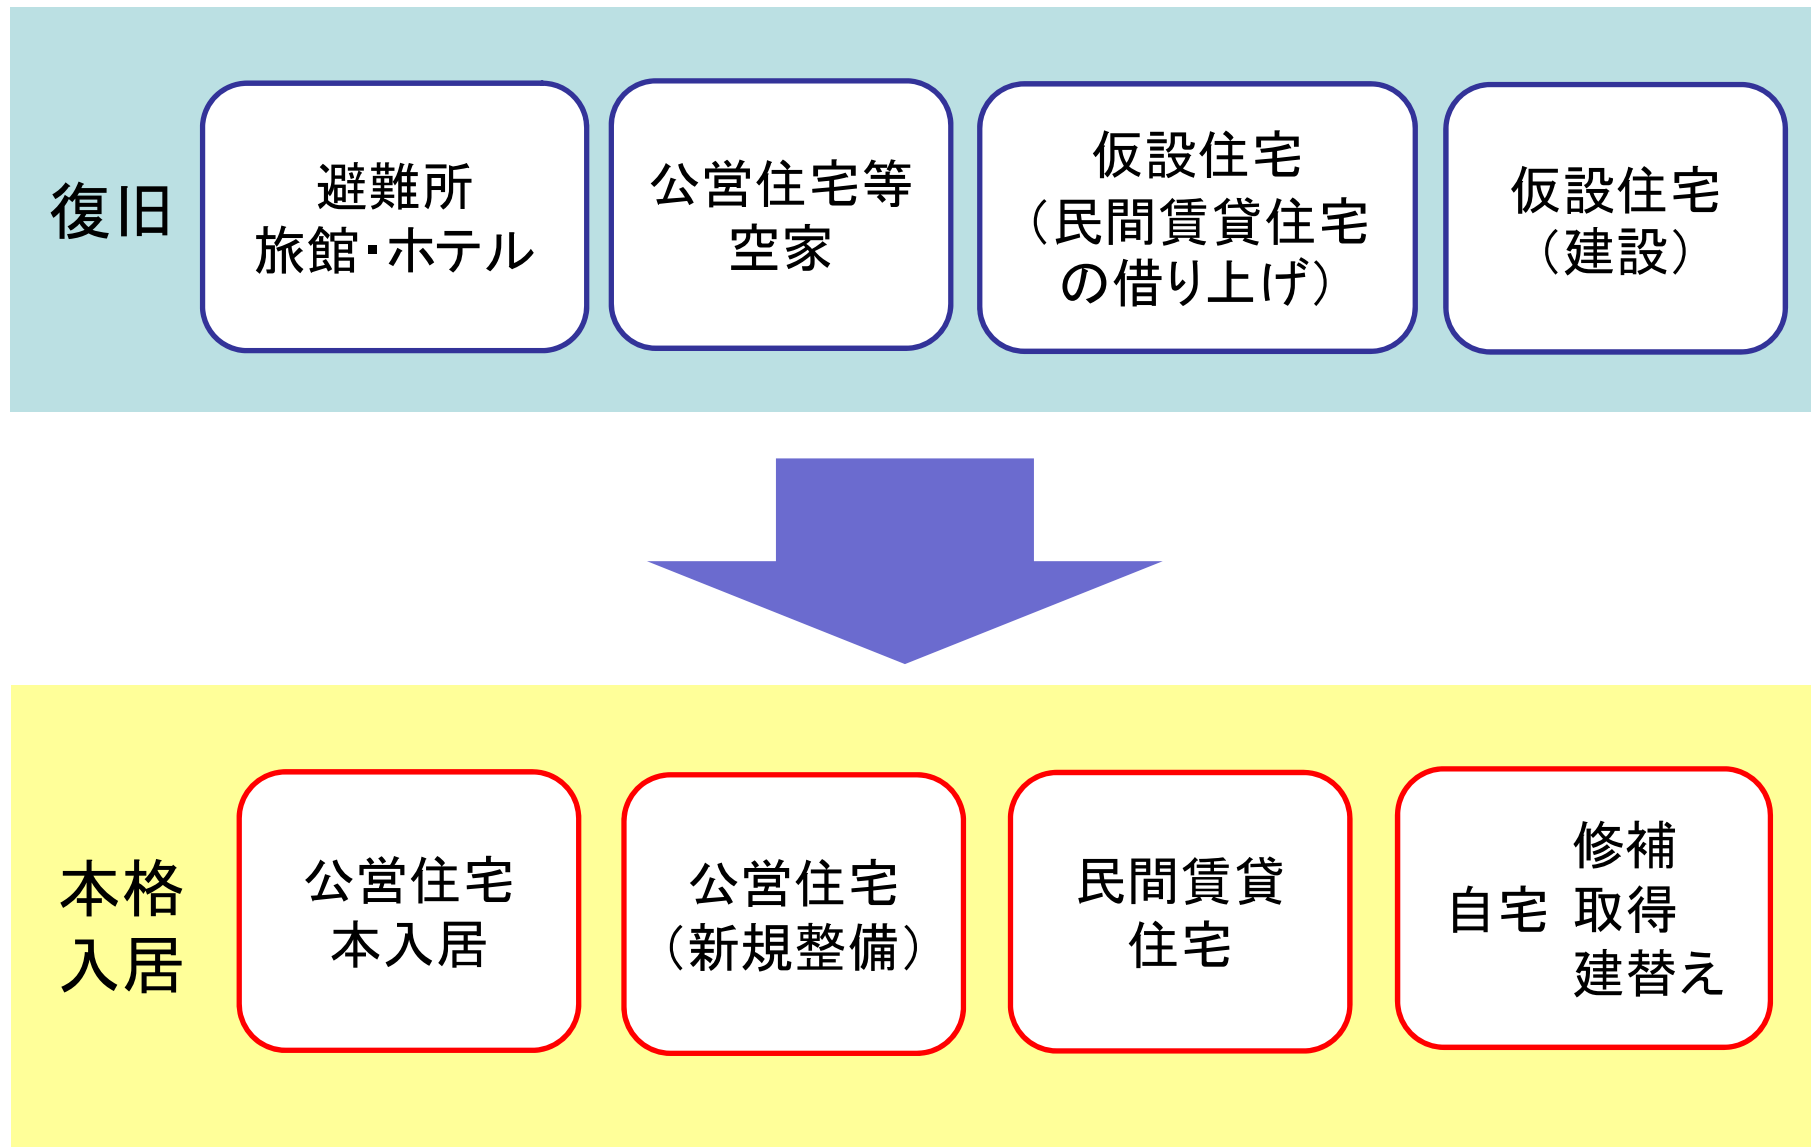 復旧
避難所
旅館・ホテル
公営住宅等
空家
仮設住宅
（民間賃貸住宅
の借り上げ）
仮設住宅
（建設）
本格
入居
公営住宅
本入居
公営住宅
（新規整備）
民間賃貸
住宅
自宅
修補
取得
建替え